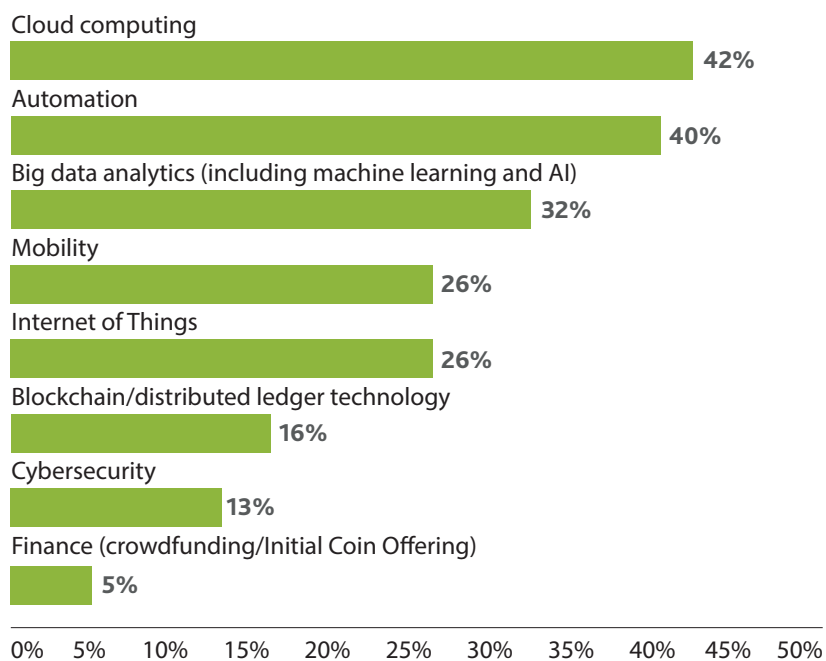 Cloud computing
42%
Automation
40%
Big data analytics (including machine learning and AI)
32%
Mobility
26%
Internet of Things
26%
Blockchain/distributed ledger technology
16%
Cybersecurity
13%
Finance (crowdfunding/Initial Coin Offering)
5%
0% 5% 10% 15% 20% 25% 30% 35% 40% 45% 50%